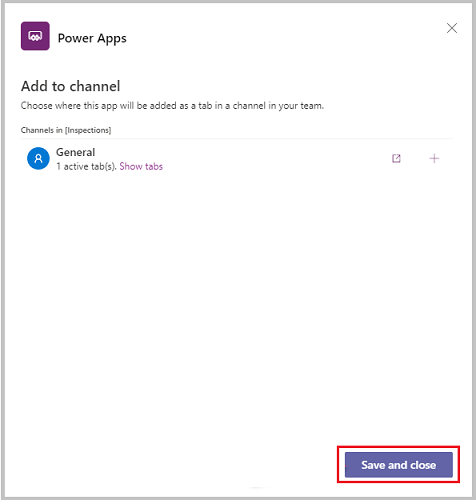 Power Apps
Add to channel
Choose where this app will be added as a tab in a channel in your team.
Channels in [Inspections]
General
1 active tab(s). Show tabs
Save and close